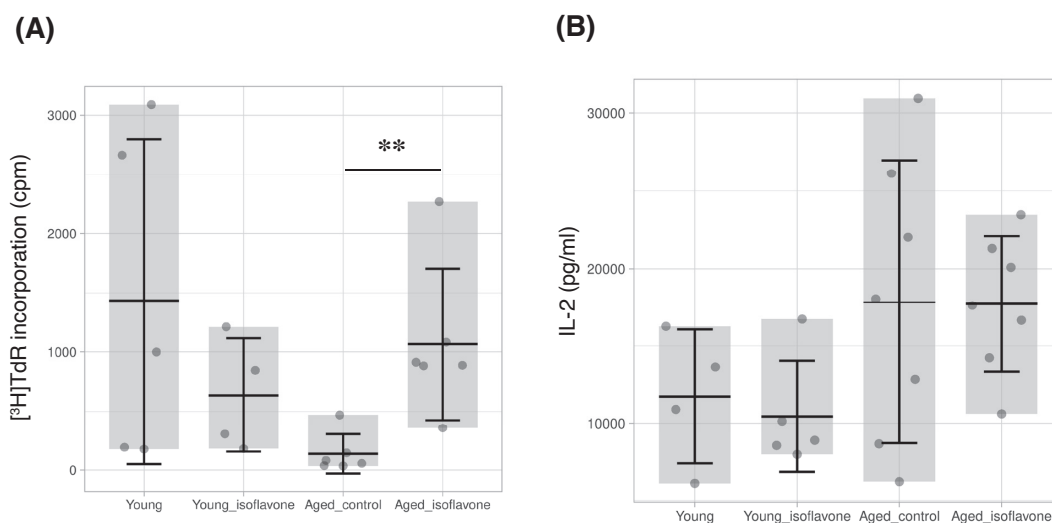 (A)
[³H]TdR incorporation (cpm)
3000
2000
1000
0
**
Young Young_isoflavone Aged_control Aged_isoflavone
(B)
IL-2 (pg/ml)
30000
20000
10000
Young Young_isoflavone Aged_control Aged_isoflavone